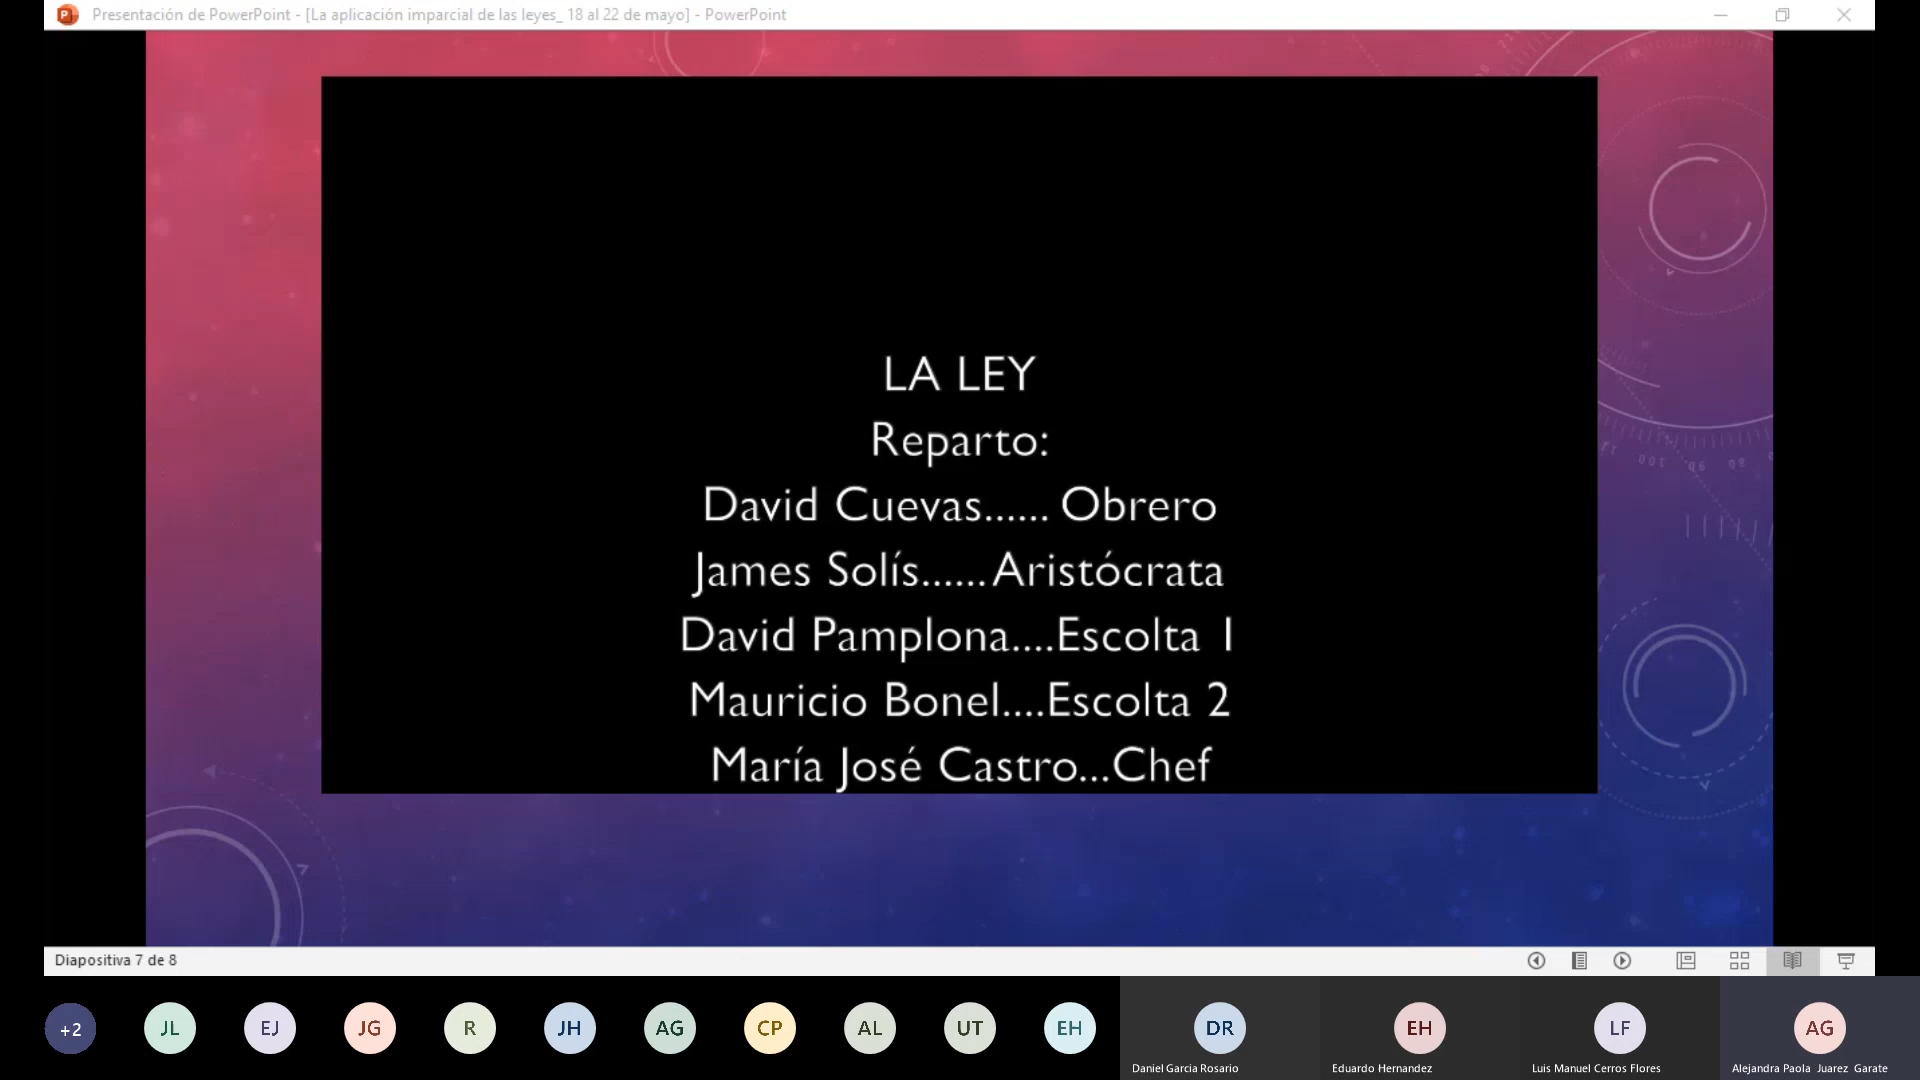 Presentación de PowerPoint - [La aplicación imparcial de las leyes_ 18 al 22 de mayo] - PowerPoint
LA LEY
Reparto:
David Cuevas...... Obrero
James Solís......Aristócrata
David Pamplona....Escolta 1
Mauricio Bonel....Escolta 2
María José Castro...Chef
Diapositiva 7 de 8
+2 JL EJ JG R JH AG CP AL UT EH DR EH LF AG
Daniel Garcia Rosario Eduardo Hernandez Luis Manuel Cerros Flores Alejandra Paola Juarez Garate